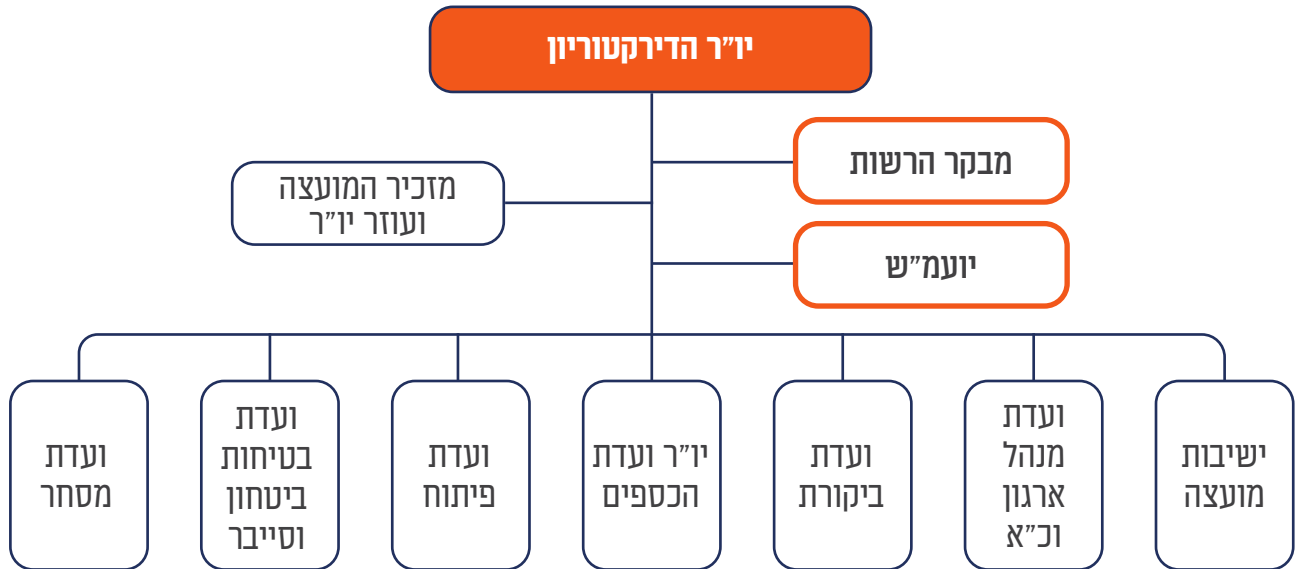 יו"ר הדירקטוריון
מבקר הרשות
מזכיר המועצה
ועוזר יו"ר
יועמ"ש
ישיבות
מועצה
ועדת
מנהל
ארגון
וכ"א
ועדת
ביקורת
יו"ר ועדת
הכספים
ועדת
פיתוח
ועדת
בטיחות
ביטחון
וסייבר
ועדת
מסחר